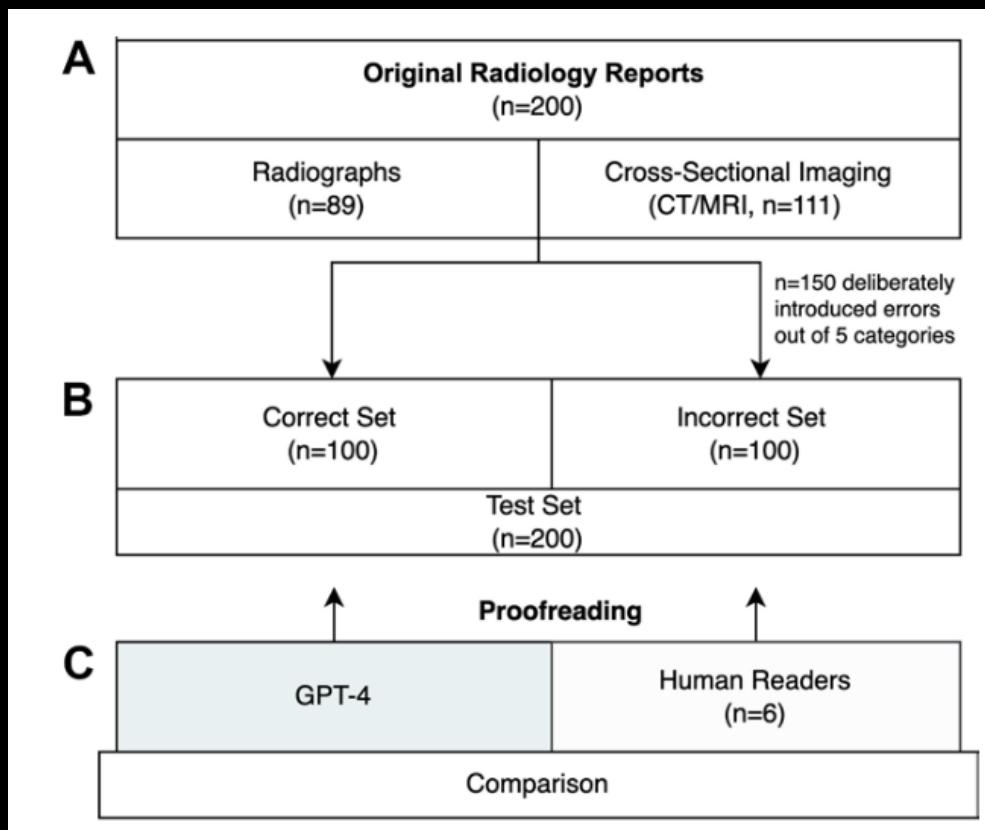 A
Original Radiology Reports
(n=200)
Radiographs
(n=89)
Cross-Sectional Imaging
(CT/MRI, n=111)
n=150 deliberately
introduced errors
out of 5 categories
B
Correct Set
(n=100)
Incorrect Set
(n=100)
Test Set
(n=200)
Proofreading
C
GPT-4
Human Readers
(n=6)
Comparison